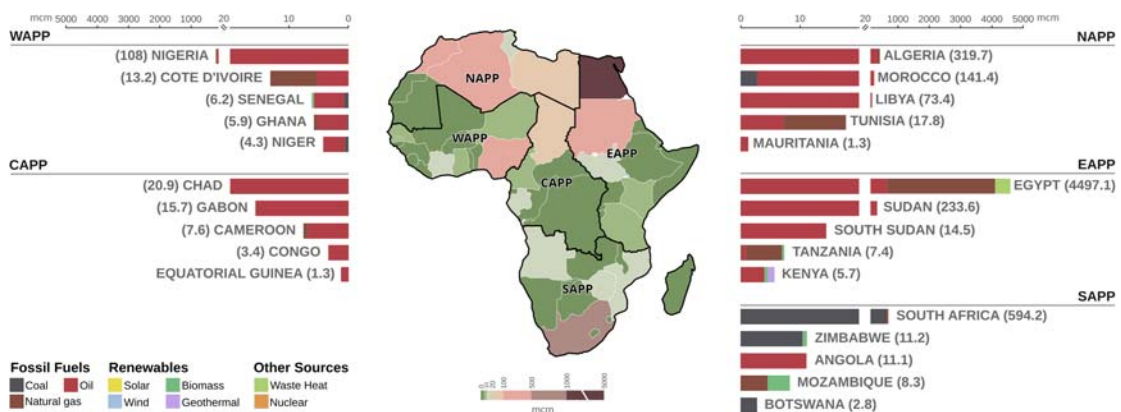 mcm 5000 4000 3000 2000 1000 20 10 0
WAPP
(108) NIGERIA
(13.2) COTE D'IVOIRE
(6.2) SENEGAL
(5.9) GHANA
(4.3) NIGER
CAPP
(20.9) CHAD
(15.7) GABON
(7.6) CAMEROON
(3.4) CONGO
EQUATORIAL GUINEA (1.3)
Fossil Fuels Renewables Other Sources
Coal Oil Solar Biomass Waste Heat
Natural gas Wind Geothermal Nuclear
NAPP
WAPP
EAPP
CAPP
SAPP
100 500 1000 5000
mcm
0 10 20 1000 2000 3000 4000 5000 mcm
NAPP
ALGERIA (319.7)
MOROCCO (141.4)
LIBYA (73.4)
TUNISIA (17.8)
MAURITANIA (1.3)
EAPP
EGYPT (4497.1)
SUDAN (233.6)
SOUTH SUDAN (14.5)
TANZANIA (7.4)
KENYA (5.7)
SAPP
SOUTH AFRICA (594.2)
ZIMBABWE (11.2)
ANGOLA (11.1)
MOZAMBIQUE (8.3)
BOTSWANA (2.8)